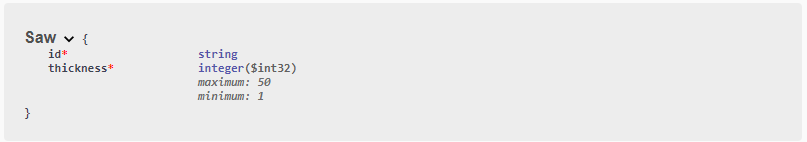 Saw {
id* string
thickness* integer($int32)
maximum: 50
minimum: 1
}